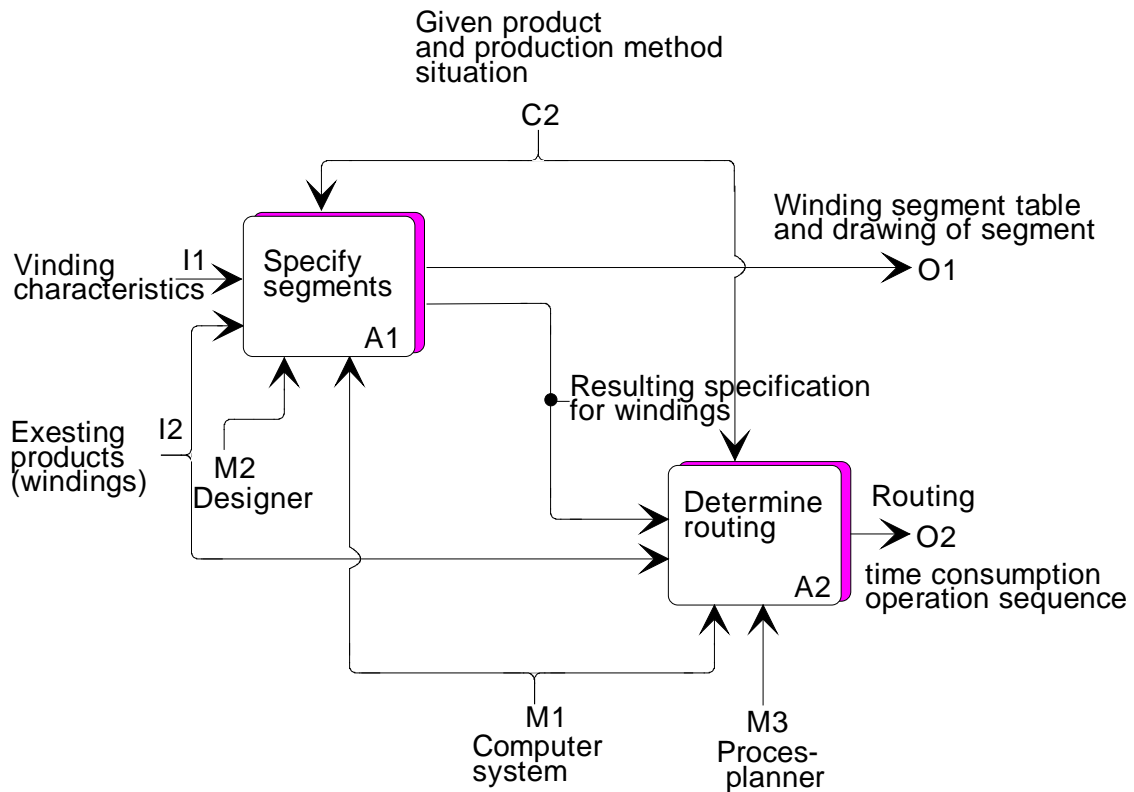 Given product
and production method
situation
C2
Winding segment table
and drawing of segment
O1
Vinding
characteristics
I1
Specify
segments
A1
Resulting specification
for windings
Exesting
products
(windings)
I2
M2
Designer
Determine
routing
A2
Routing
O2
time consumption
operation sequence
M1
Computer
system
M3
Proces-
planner